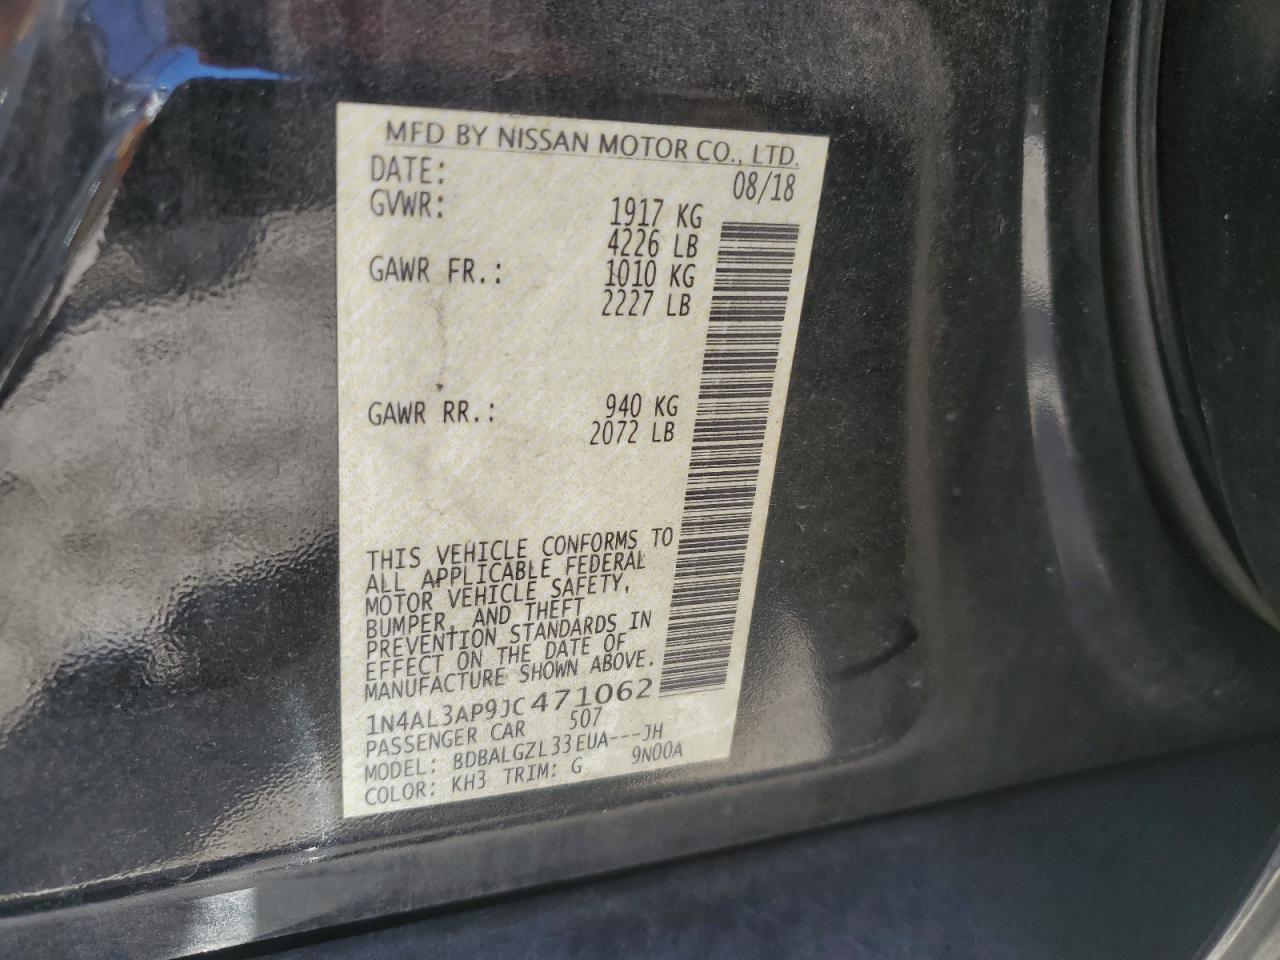 MFD BY NISSAN MOTOR CO., LTD.
DATE: 08/18
GVWR: 1917 KG
4226 LB
GAWR FR.: 1010 KG
2227 LB
GAWR RR.: 940 KG
2072 LB
THIS VEHICLE CONFORMS TO
ALL APPLICABLE FEDERAL
MOTOR VEHICLE SAFETY,
BUMPER, AND THEFT
PREVENTION STANDARDS IN
EFFECT ON THE DATE OF
MANUFACTURE SHOWN ABOVE.
1N4AL3AP9JC471062
PASSENGER CAR 507
MODEL: BDBALGZL33EUA---JH
COLOR: KH3 TRIM: G 9N00A